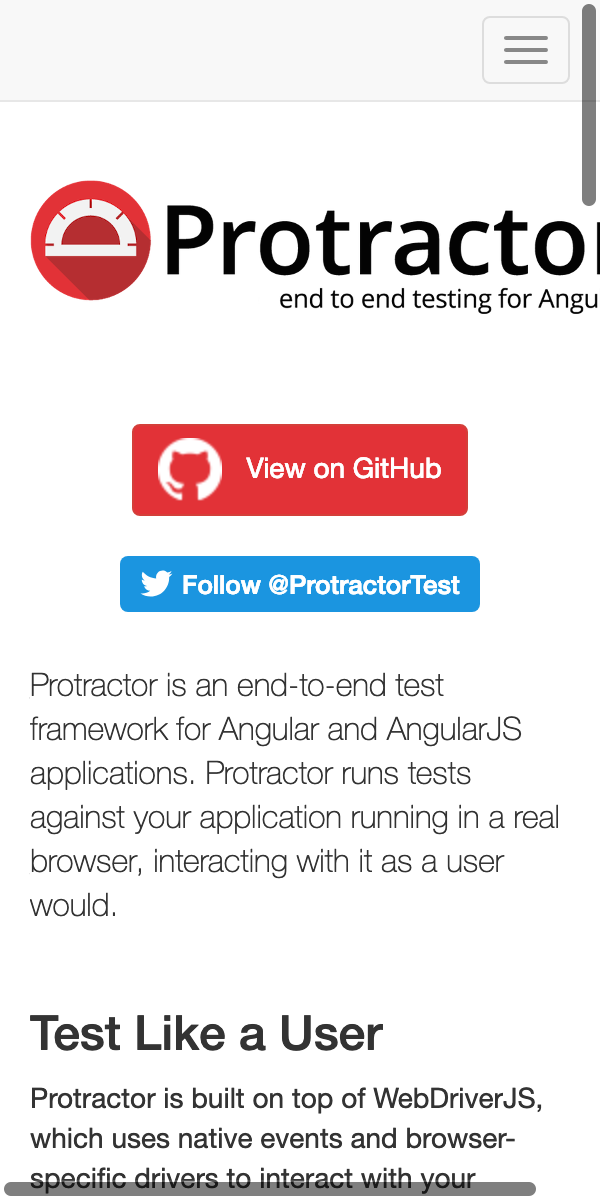 Protractor
end to end testing for Angu
View on GitHub
Follow @ProtractorTest
Protractor is an end-to-end test
framework for Angular and AngularJS
applications. Protractor runs tests
against your application running in a real
browser, interacting with it as a user
would.
Test Like a User
Protractor is built on top of WebDriverJS,
which uses native events and browser-
specific drivers to interact with your